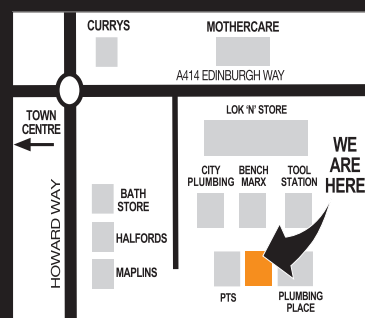 CURRYS
MOTHERCARE
A414 EDINBURGH WAY
LOK 'N' STORE
TOWN
CENTRE
WE
ARE
HERE
CITY
PLUMBING
BENCH
MARX
TOOL
STATION
HOWARD WAY
BATH
STORE
HALFORDS
MAPLINS
PTS
PLUMBING
PLACE